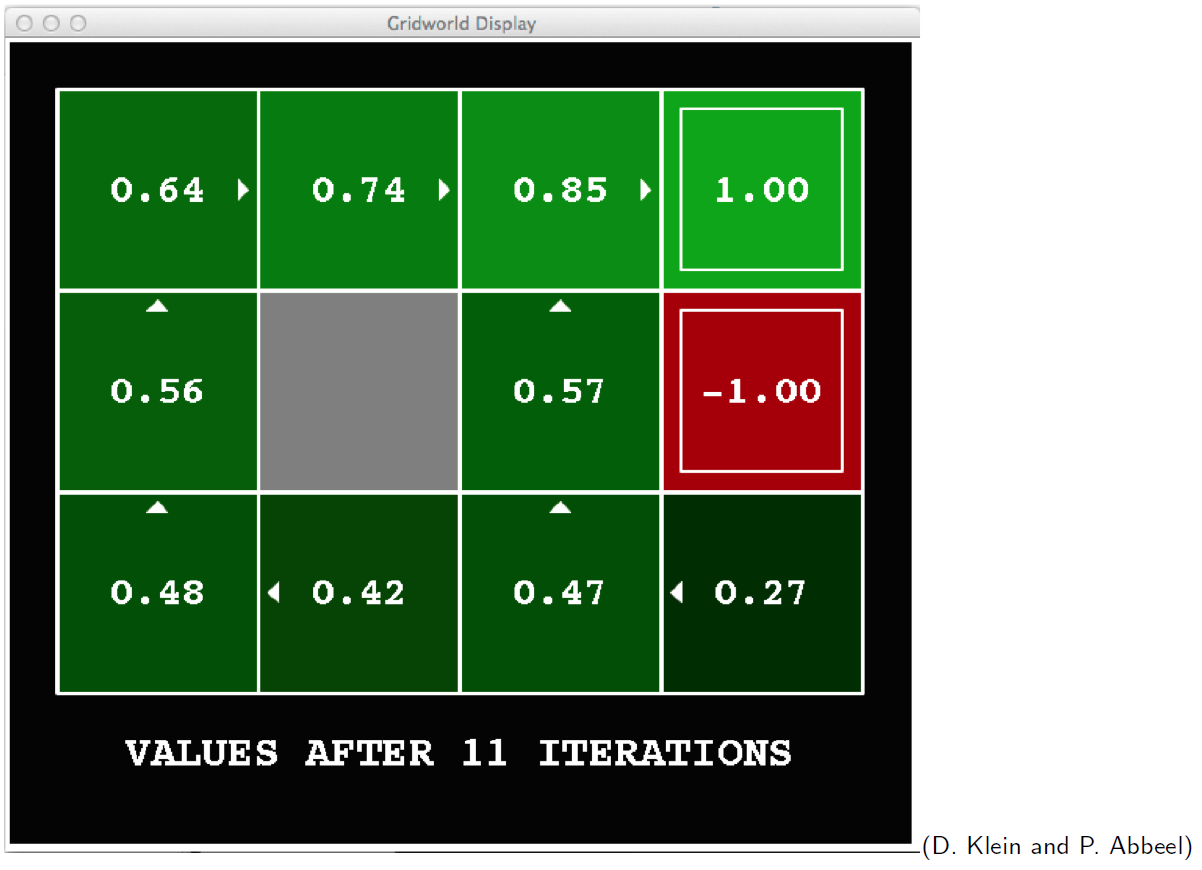 Gridworld Display
0.64 0.74 0.85 1.00
0.56 0.57 -1.00
0.48 0.42 0.47 0.27
VALUES AFTER 11 ITERATIONS
(D. Klein and P. Abbeel)